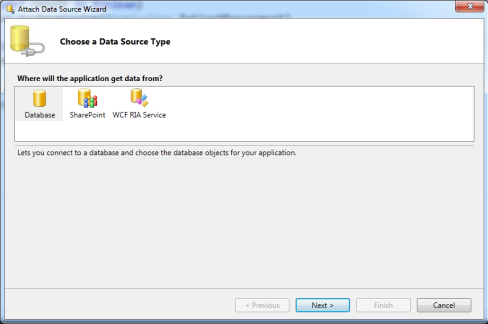 Attach Data Source Wizard
Choose a Data Source Type
Where will the application get data from?
Database
SharePoint
WCF RIA Service
Lets you connect to a database and choose the database objects for your application.
< Previous
Next >
Finish
Cancel